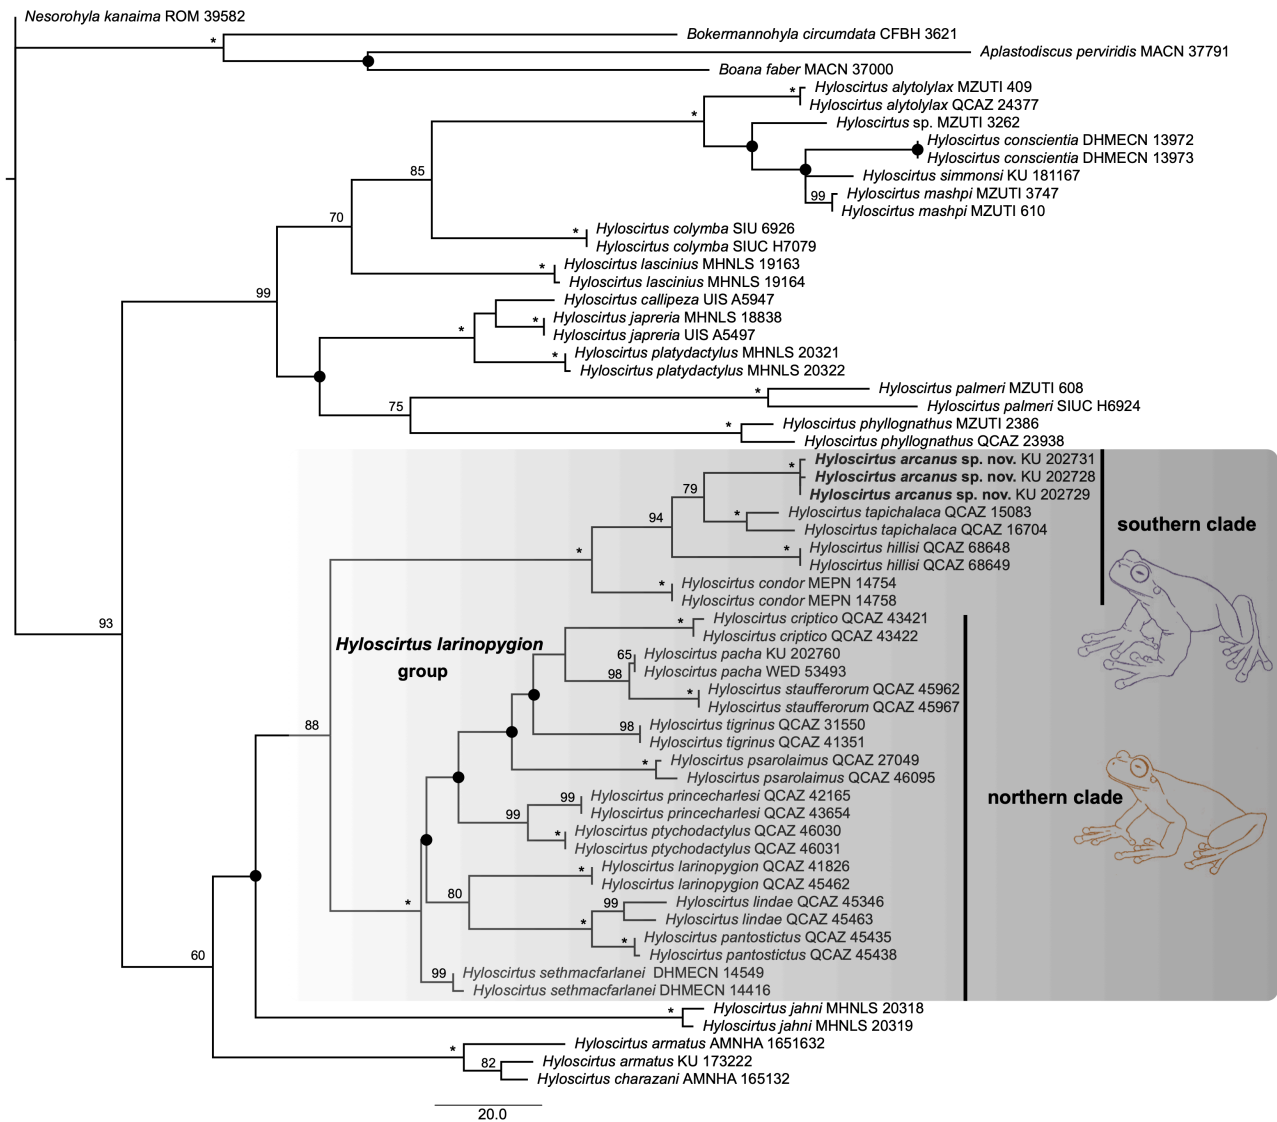 Nesorohyla kanaima ROM 39582
*
Bokermannohyla circumdata CFBH 3621
Aplastodiscus perviridis MACN 37791
Boana faber MACN 37000
*
Hyloscirtus alytolylax MZUTI 409
Hyloscirtus alytolylax QCAZ 24377
*
Hyloscirtus sp. MZUTI 3262
Hyloscirtus conscientia DHMECN 13972
Hyloscirtus conscientia DHMECN 13973
85
Hyloscirtus simmonsi KU 181167
99
Hyloscirtus mashpi MZUTI 3747
Hyloscirtus mashpi MZUTI 610
70
*
Hyloscirtus colymba SIU 6926
Hyloscirtus colymba SIUC H7079
*
Hyloscirtus lascinius MHNLS 19163
Hyloscirtus lascinius MHNLS 19164
99
Hyloscirtus callipeza UIS A5947
*
*
Hyloscirtus japreria MHNLS 18838
Hyloscirtus japreria UIS A5497
*
Hyloscirtus platydactylus MHNLS 20321
Hyloscirtus platydactylus MHNLS 20322
*
Hyloscirtus palmeri MZUTI 608
75
Hyloscirtus palmeri SIUC H6924
*
Hyloscirtus phyllognathus MZUTI 2386
Hyloscirtus phyllognathus QCAZ 23938
*
Hyloscirtus arcanus sp. nov. KU 202731
Hyloscirtus arcanus sp. nov. KU 202728
79
Hyloscirtus arcanus sp. nov. KU 202729
94
*
Hyloscirtus tapichalaca QCAZ 15083
Hyloscirtus tapichalaca QCAZ 16704
southern clade
*
*
Hyloscirtus hillisi QCAZ 68648
Hyloscirtus hillisi QCAZ 68649
*
Hyloscirtus condor MEPN 14754
Hyloscirtus condor MEPN 14758
93
*
Hyloscirtus criptico QCAZ 43421
Hyloscirtus criptico QCAZ 43422
Hyloscirtus larinopygion
group
65
Hyloscirtus pacha KU 202760
98
Hyloscirtus pacha WED 53493
*
Hyloscirtus staufferorum QCAZ 45962
Hyloscirtus staufferorum QCAZ 45967
88
98
Hyloscirtus tigrinus QCAZ 31550
Hyloscirtus tigrinus QCAZ 41351
*
Hyloscirtus psarolaimus QCAZ 27049
Hyloscirtus psarolaimus QCAZ 46095
northern clade
99
Hyloscirtus princecharlesi QCAZ 42165
99
Hyloscirtus princecharlesi QCAZ 43654
*
Hyloscirtus ptychodactylus QCAZ 46030
Hyloscirtus ptychodactylus QCAZ 46031
*
Hyloscirtus larinopygion QCAZ 41826
Hyloscirtus larinopygion QCAZ 45462
80
*
99
Hyloscirtus lindae QCAZ 45346
Hyloscirtus lindae QCAZ 45463
*
*
Hyloscirtus pantostictus QCAZ 45435
Hyloscirtus pantostictus QCAZ 45438
60
99
Hyloscirtus sethmacfarlanei DHMECN 14549
Hyloscirtus sethmacfarlanei DHMECN 14416
*
Hyloscirtus jahni MHNLS 20318
Hyloscirtus jahni MHNLS 20319
*
Hyloscirtus armatus AMNHA 1651632
82
Hyloscirtus armatus KU 173222
Hyloscirtus charazani AMNHA 165132
20.0